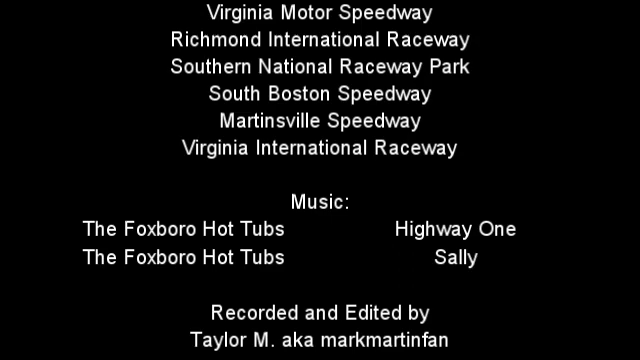 Virginia Motor Speedway
Richmond International Raceway
Southern National Raceway Park
South Boston Speedway
Martinsville Speedway
Virginia International Raceway
Music:
The Foxboro Hot Tubs Highway One
The Foxboro Hot Tubs Sally
Recorded and Edited by
Taylor M. aka markmartinfan